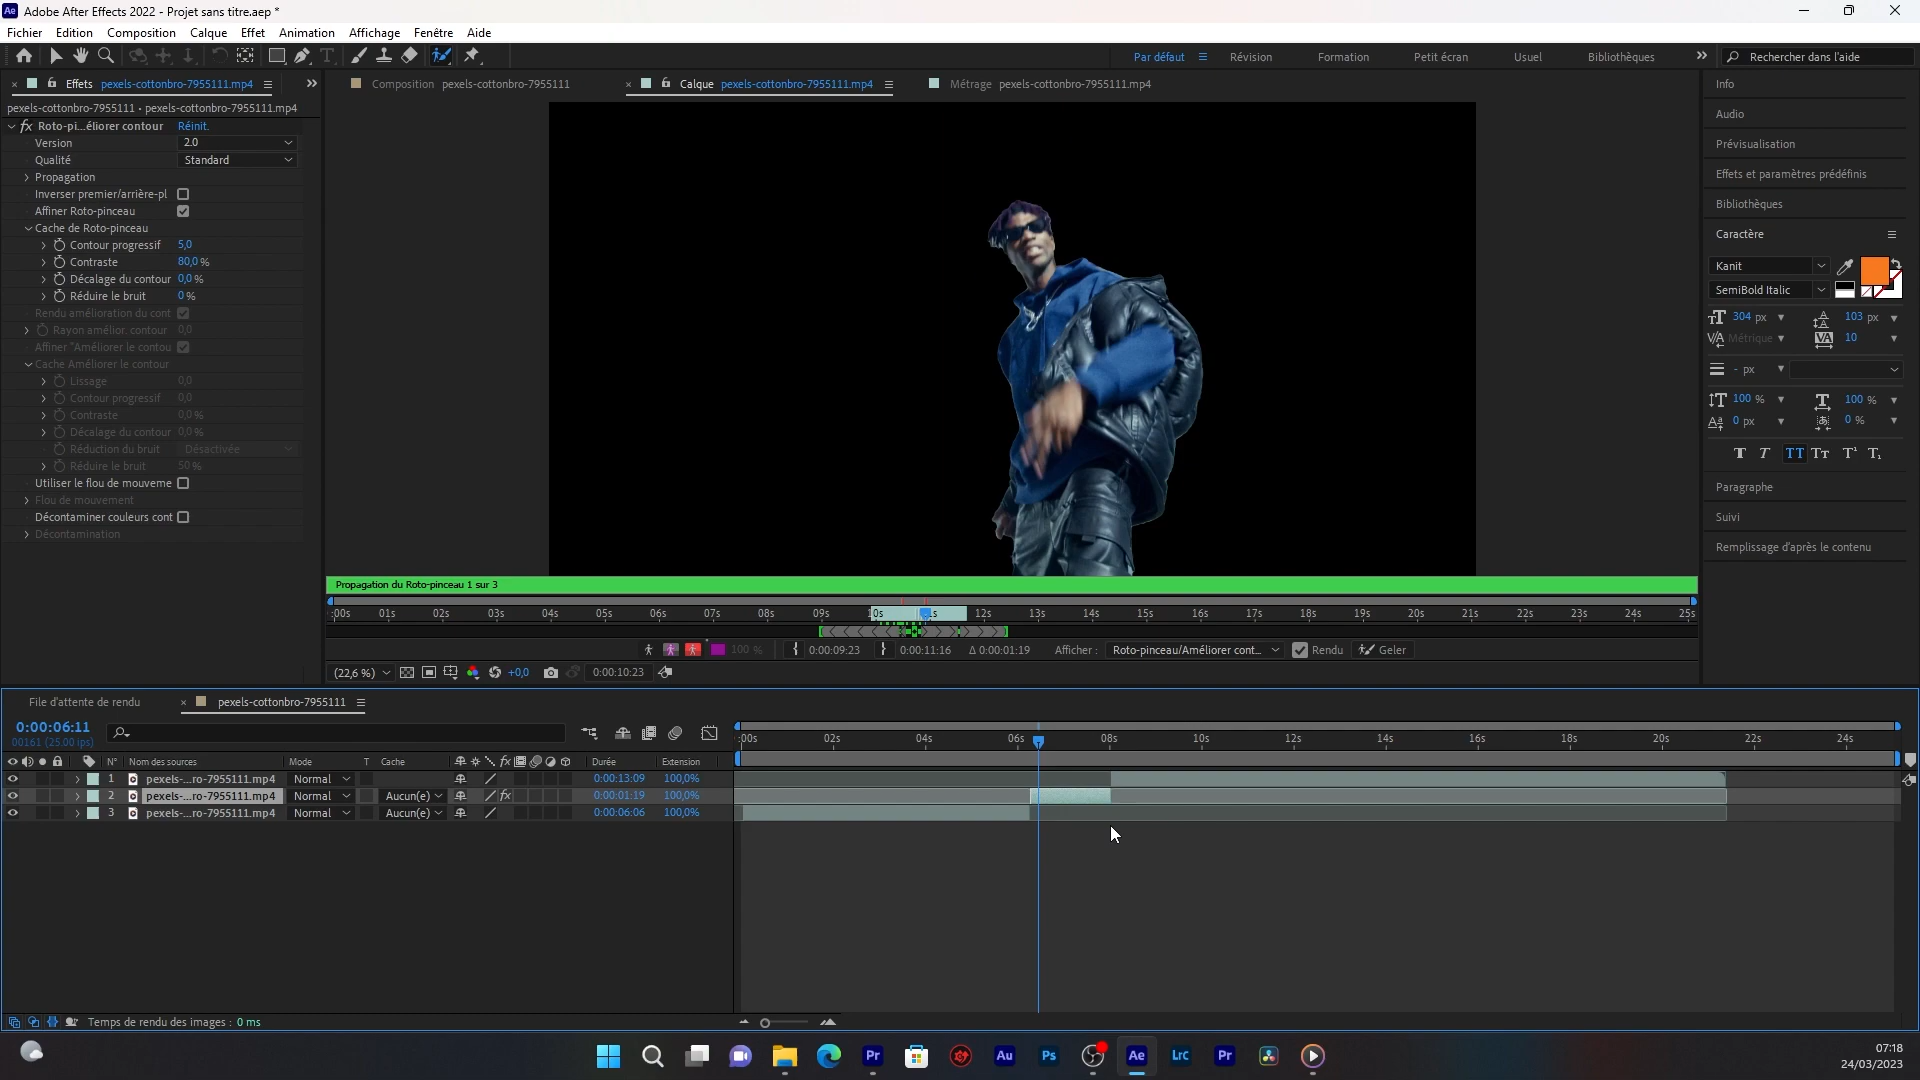 Ae Adobe After Effects 2022 - Projet sans titre.aep *
Fichier Edition Composition Calque Effet Animation Affichage Fenêtre Aide
Par défaut Révision Formation Petit écran Usuel Bibliothèques Rechercher dans l'aide
Effets pexels-cottonbro-7955111.mp4
Composition pexels-cottonbro-7955111
Calque pexels-cottonbro-7955111.mp4
Métrage pexels-cottonbro-7955111.mp4
pexels-cottonbro-7955111 • pexels-cottonbro-7955111.mp4
fx Roto-pi...éliorer contour Réinit.
Version 2.0
Qualité Standard
Propagation
Inverser premier/arrière-pl
Affiner Roto-pinceau
Cache de Roto-pinceau
Contour progressif 5,0
Contraste 80,0 %
Décalage du contour 0,0 %
Réduire le bruit 0 %
Rendu amélioration du cont
Rayon amélior. contour 0,0
Affiner "Améliorer le contou
Cache Améliorer le contour
Lissage 0,0
Contour progressif 0,0
Contraste 0,0 %
Décalage du contour 0,0 %
Réduction du bruit Désactivée
Réduire le bruit 50 %
Utiliser le flou de mouveme
Flou de mouvement
Décontaminer couleurs cont
Décontamination
Info
Audio
Prévisualisation
Effets et paramètres prédéfinis
Bibliothèques
Caractère
Kanit
SemiBold Italic
304 px 103 px
Métrique 10
- px
100 % 100 %
0 px 0 %
T T TT Tt T¹ T₁
Paragraphe
Suivi
Remplissage d'après le contenu
Propagation du Roto-pinceau 1 sur 3
:00s 01s 02s 03s 04s 05s 06s 07s 08s 09s 12s 13s 14s 15s 16s 17s 18s 19s 20s 21s 22s 23s 24s 25s
100 % 0:00:09:23 0:00:11:16 Δ 0:00:01:19 Afficher : Roto-pinceau/Améliorer cont... Rendu Geler
(22,6 %) +0,0 0:00:10:23
File d'attente de rendu
pexels-cottonbro-7955111
0:00:06:11
00161 (25.00 ips)
:00s 02s 04s 06s 08s 10s 12s 14s 16s 18s 20s 22s 24s
N° Nom des sources Mode T Cache fx Durée Extension
1 pexels-...ro-7955111.mp4 Normal 0:00:13:09 100,0%
2 pexels-...ro-7955111.mp4 Normal Aucun(e) fx 0:00:01:19 100,0%
3 pexels-...ro-7955111.mp4 Normal Aucun(e) 0:00:06:06 100,0%
Temps de rendu des images : 0 ms
Pr Au Ps Ae LrC Pr
07:18
24/03/2023